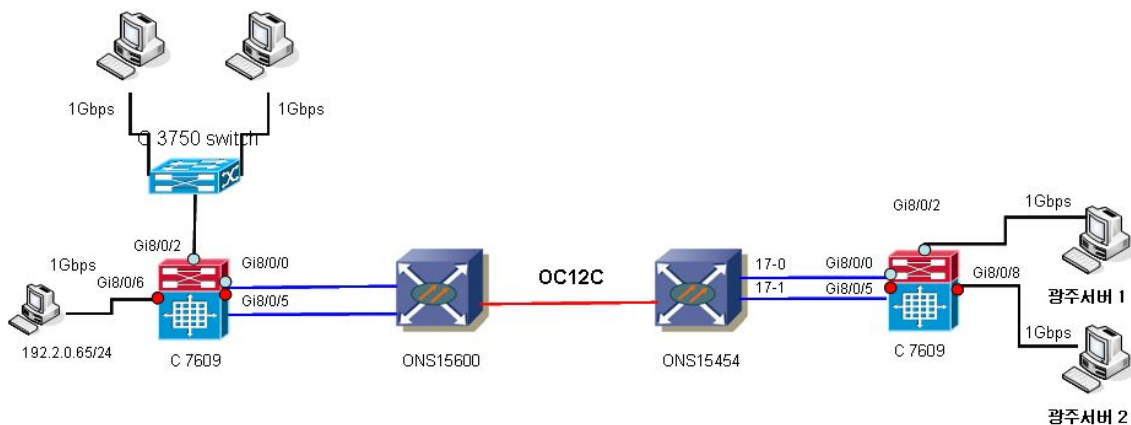 1Gbps
1Gbps
C 3750 switch
Gi8/0/2
1Gbps
Gi8/0/6
Gi8/0/0
Gi8/0/5
192.2.0.65/24
C 7609
ONS15600
OC12C
ONS15454
17-0
17-1
Gi8/0/2
Gi8/0/0
Gi8/0/5
C 7609
1Gbps
Gi8/0/8
광주서버 1
1Gbps
광주서버 2